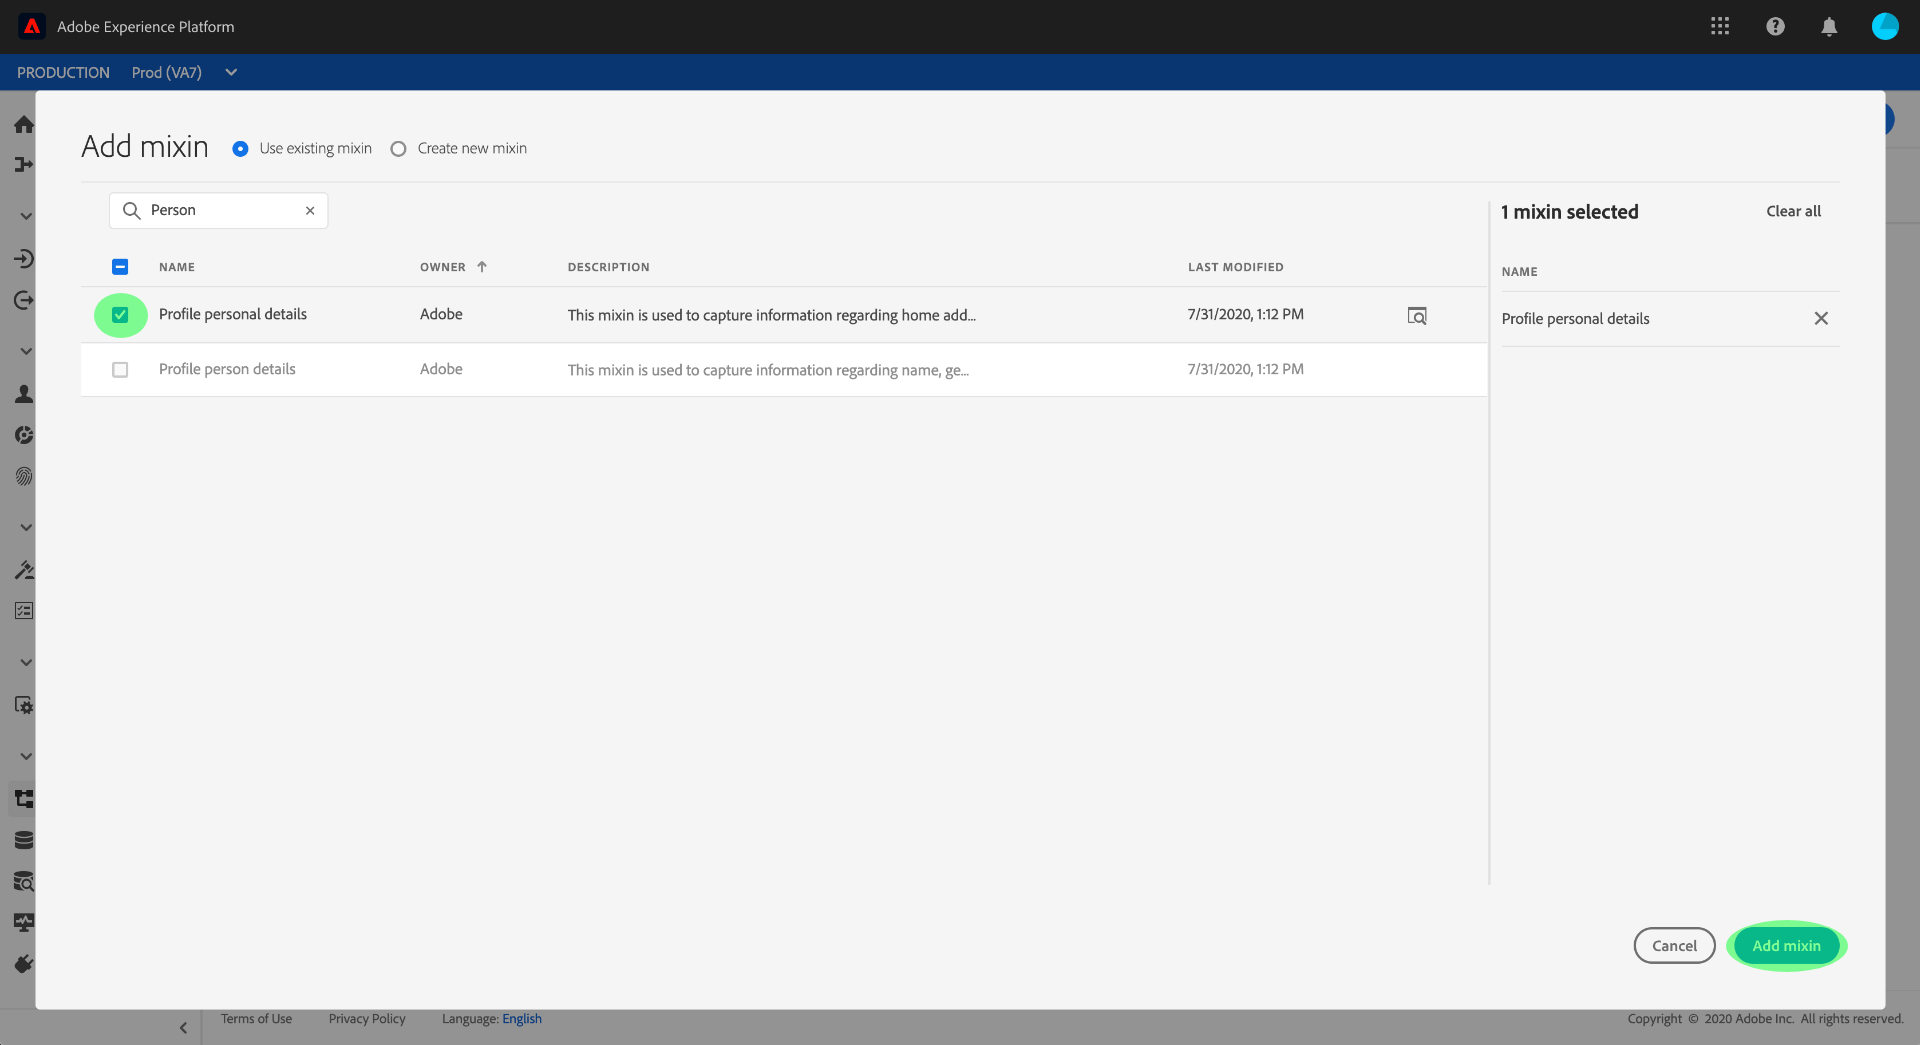 Adobe Experience Platform
PRODUCTION Prod (VA7)
Add mixin Use existing mixin Create new mixin
Person
1 mixin selected Clear all
NAME OWNER DESCRIPTION LAST MODIFIED
NAME
Profile personal details Adobe This mixin is used to capture information regarding home add... 7/31/2020, 1:12 PM
Profile personal details
Profile person details Adobe This mixin is used to capture information regarding name, ge... 7/31/2020, 1:12 PM
Cancel Add mixin
Terms of Use Privacy Policy Language: English Copyright © 2020 Adobe Inc. All rights reserved.